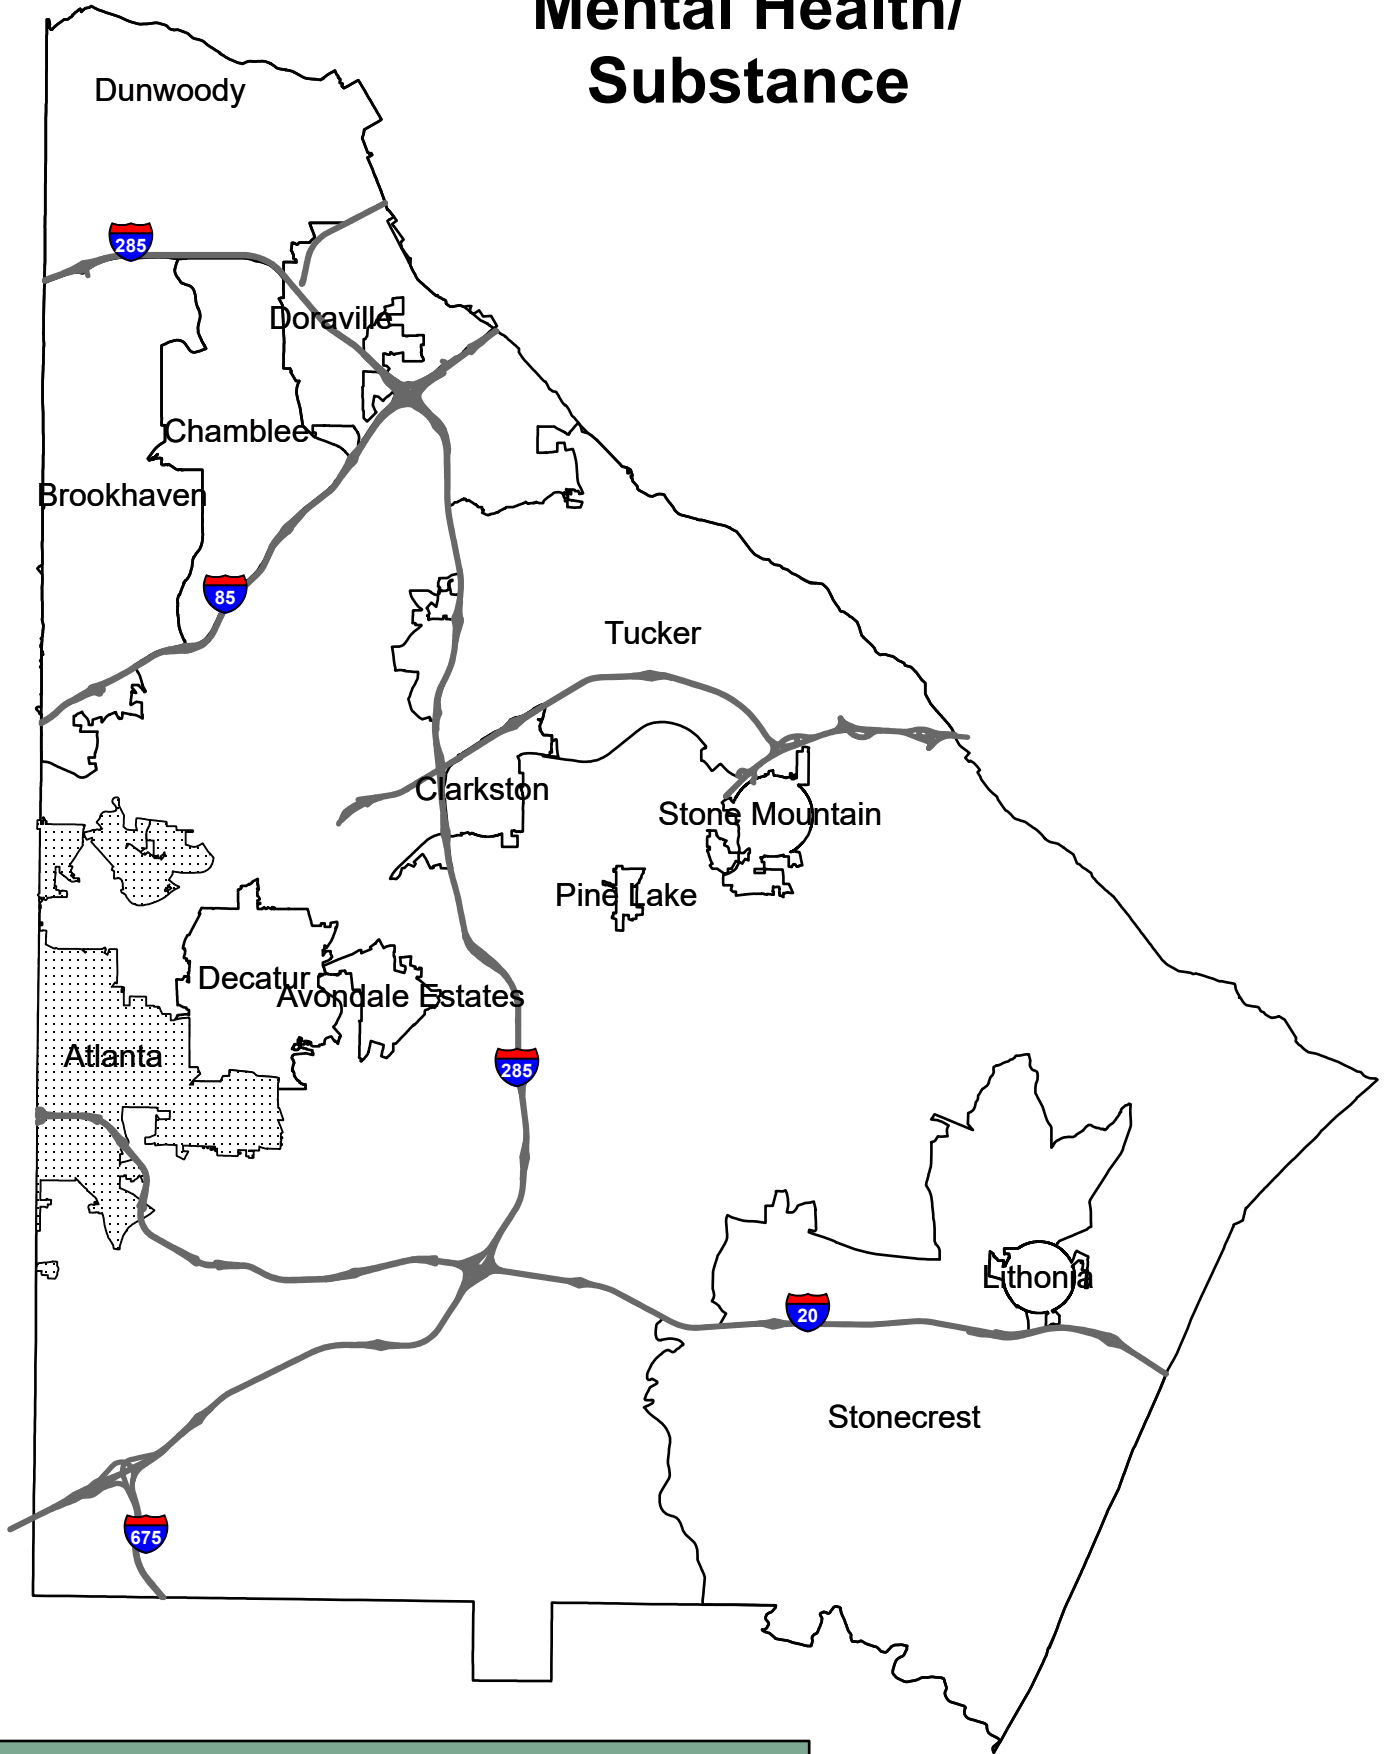 Mental Health/
Substance
Dunwoody
285
Doraville
Chamblee
Brookhaven
85
Tucker
Clarkston
Stone Mountain
Pine Lake
Decatur
Avondale Estates
Atlanta
285
Lithonia
20
Stonecrest
675